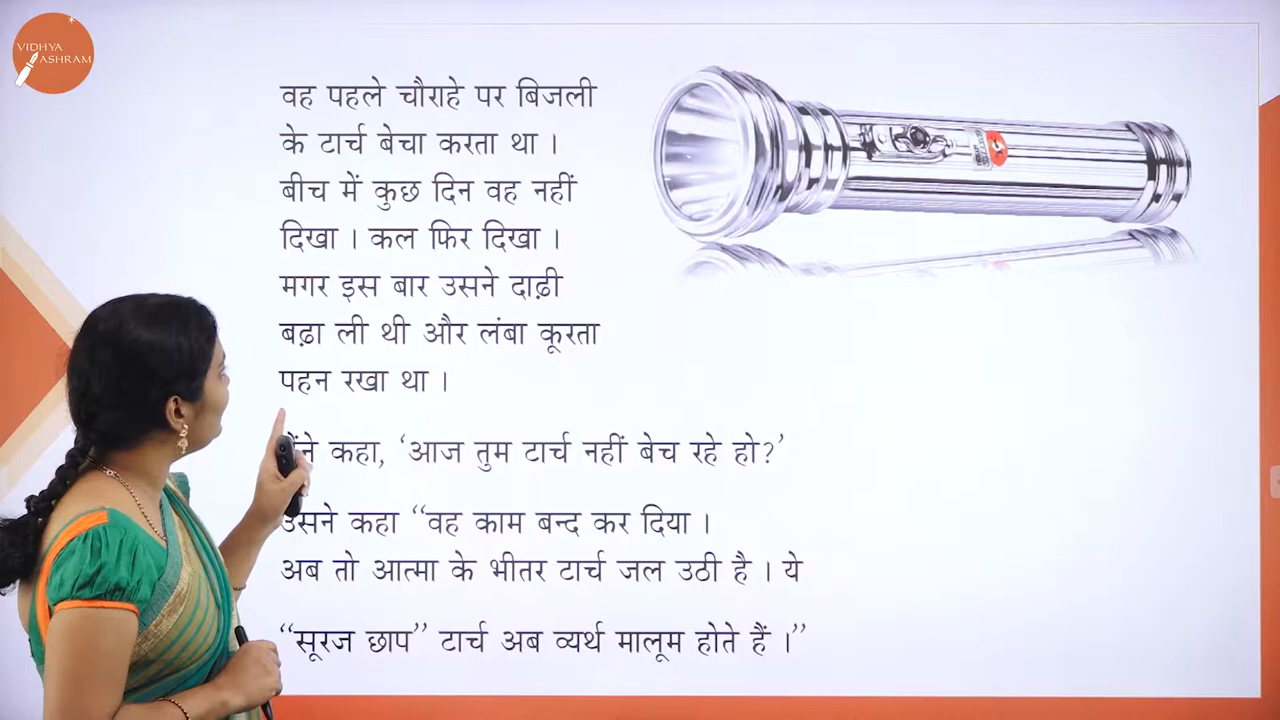 VIDHYA
ASHRAM
वह पहले चौराहे पर बिजली
के टार्च बेचा करता था ।
बीच में कुछ दिन वह नहीं
दिखा । कल फिर दिखा ।
मगर इस बार उसने दाढ़ी
बढ़ा ली थी और लंबा कूरता
पहन रखा था ।
कहा, ‘आज तुम टार्च नहीं बेच रहे हो?’
उसने कहा “वह काम बन्द कर दिया ।
अब तो आत्मा के भीतर टार्च जल उठी है । ये
“सूरज छाप” टार्च अब व्यर्थ मालूम होते हैं ।”